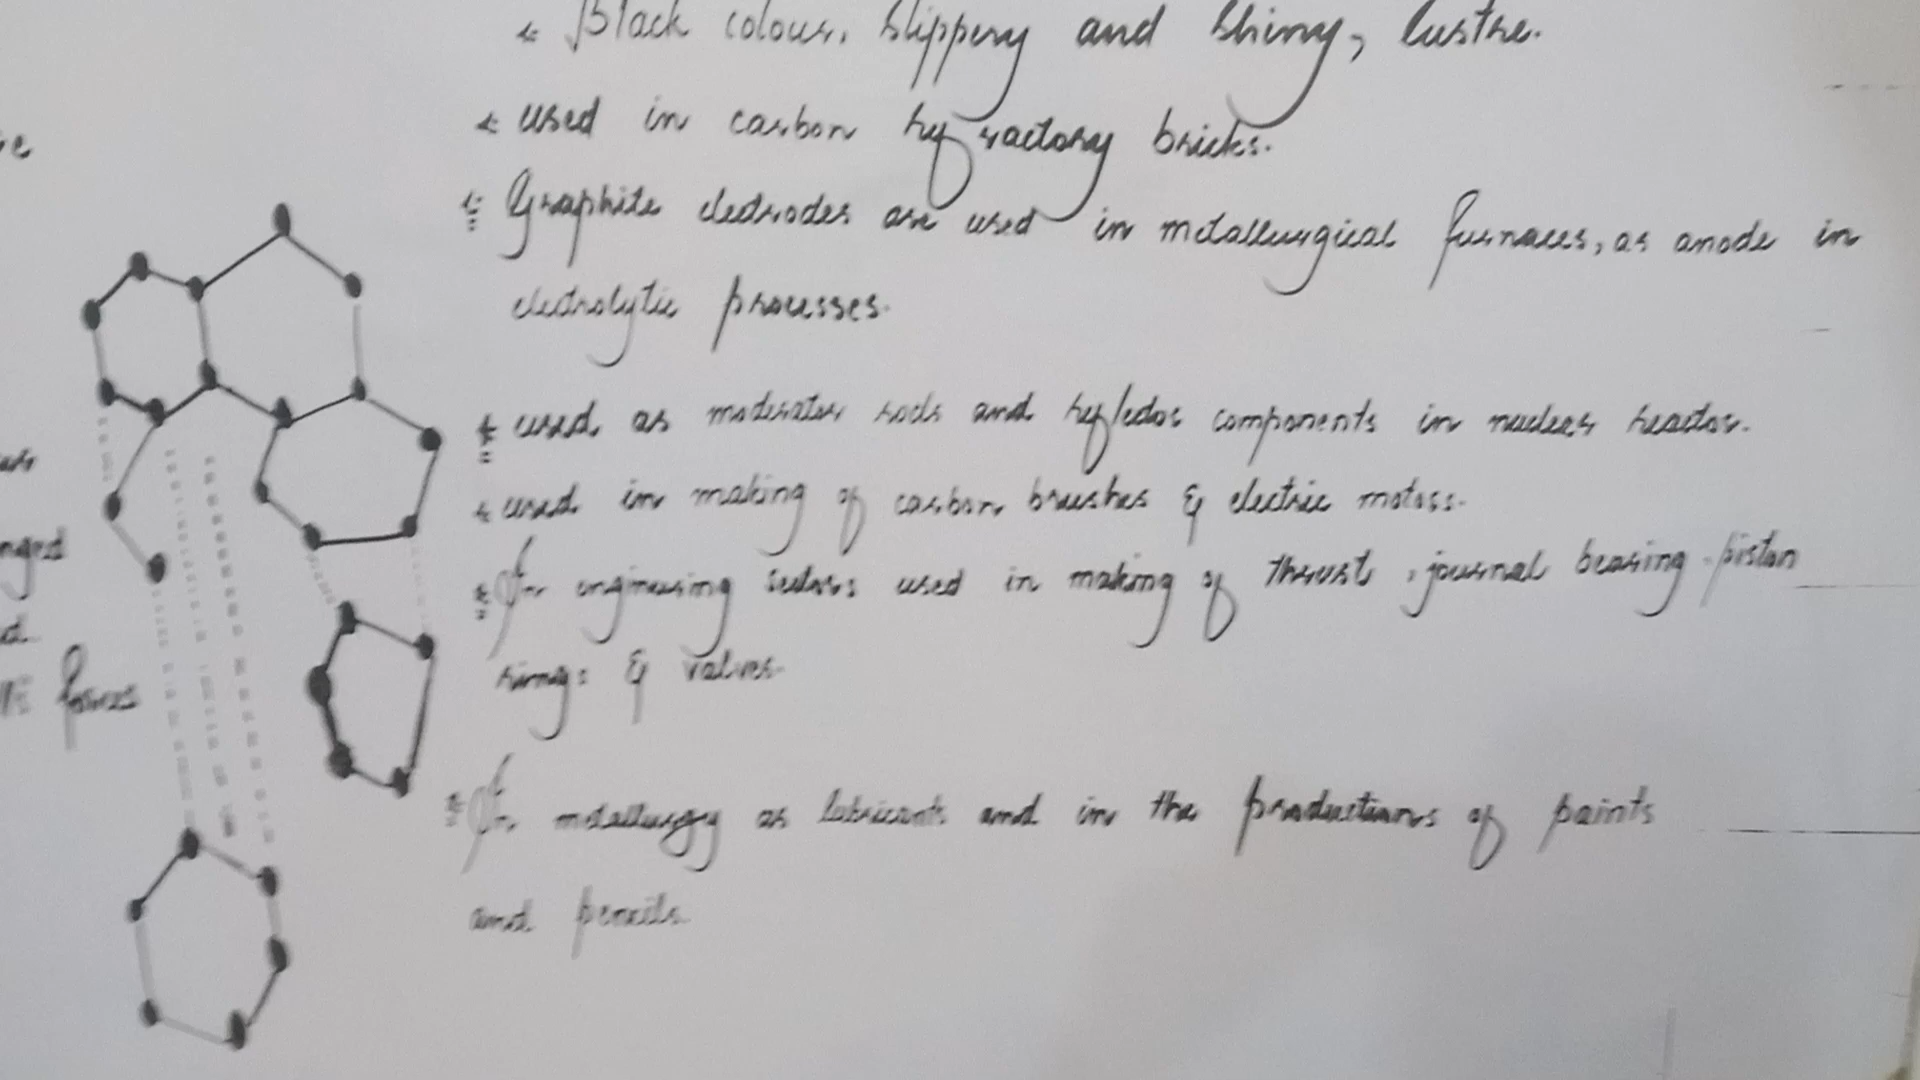 Black colour, slippery and shiny, lustre.
used in carbon refractory bricks.
Graphite electrodes are used in metallurgical furnaces, as anode in
electrolytic processes.
used as moderator rods and reflector components in nuclear reactor.
used in making of carbon brushes & electric motors.
In engineering sectors used in making of thrust, journal bearing piston
rings & valves.
nged
d.
forces
In metallurgy as lubricants and in the productions of paints
and pencils.